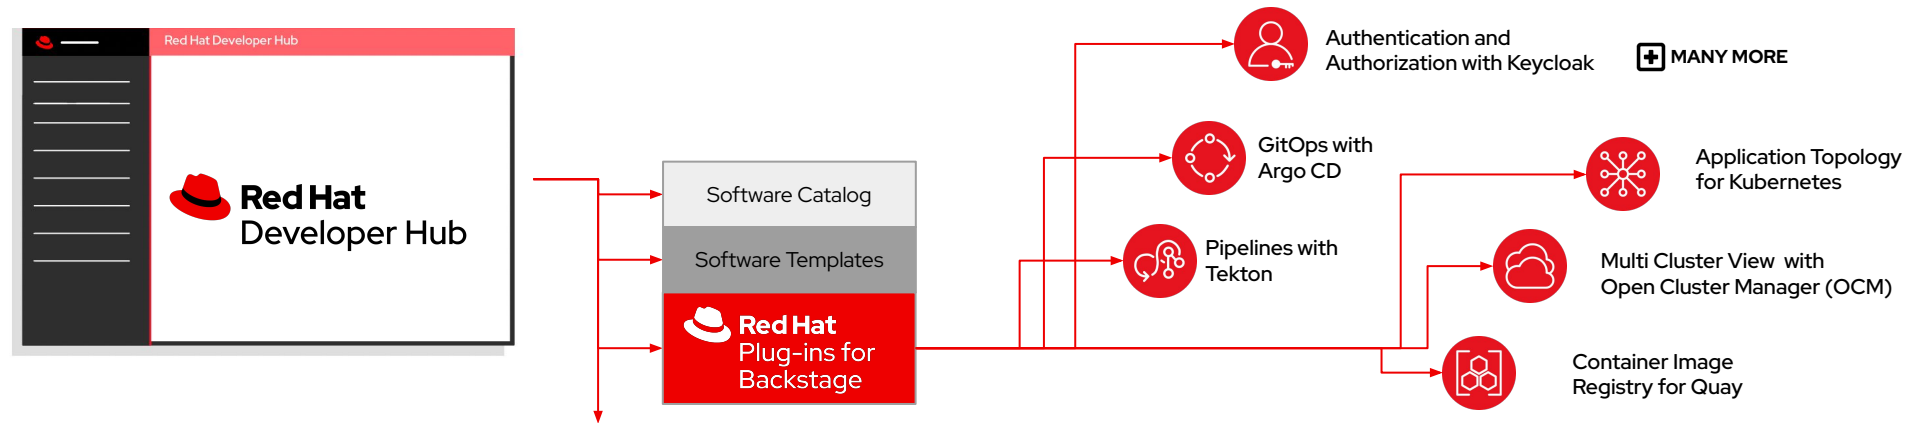 Red Hat Developer Hub
Red Hat
Developer Hub
Software Catalog
Software Templates
Red Hat
Plug-ins for
Backstage
Authentication and
Authorization with Keycloak
MANY MORE
GitOps with
Argo CD
Pipelines with
Tekton
Application Topology
for Kubernetes
Multi Cluster View with
Open Cluster Manager (OCM)
Container Image
Registry for Quay